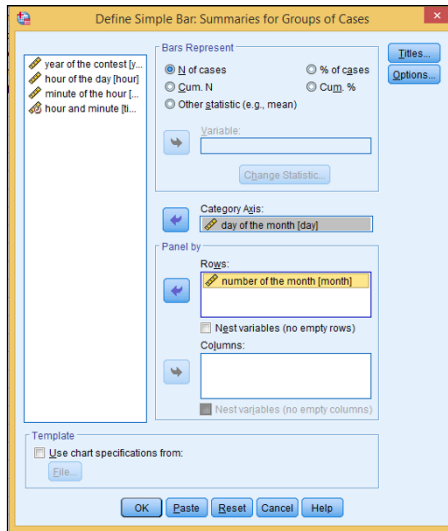 Define Simple Bar: Summaries for Groups of Cases
year of the contest [y...
hour of the day [hour]
minute of the hour [...
hour and minute [ti...
Bars Represent
N of cases
% of cases
Cum. N
Cum. %
Other statistic (e.g., mean)
Variable:
Change Statistic...
Category Axis:
day of the month [day]
Panel by
Rows:
number of the month [month]
Nest variables (no empty rows)
Columns:
Nest variables (no empty columns)
Titles...
Options...
Template
Use chart specifications from:
File...
OK
Paste
Reset
Cancel
Help